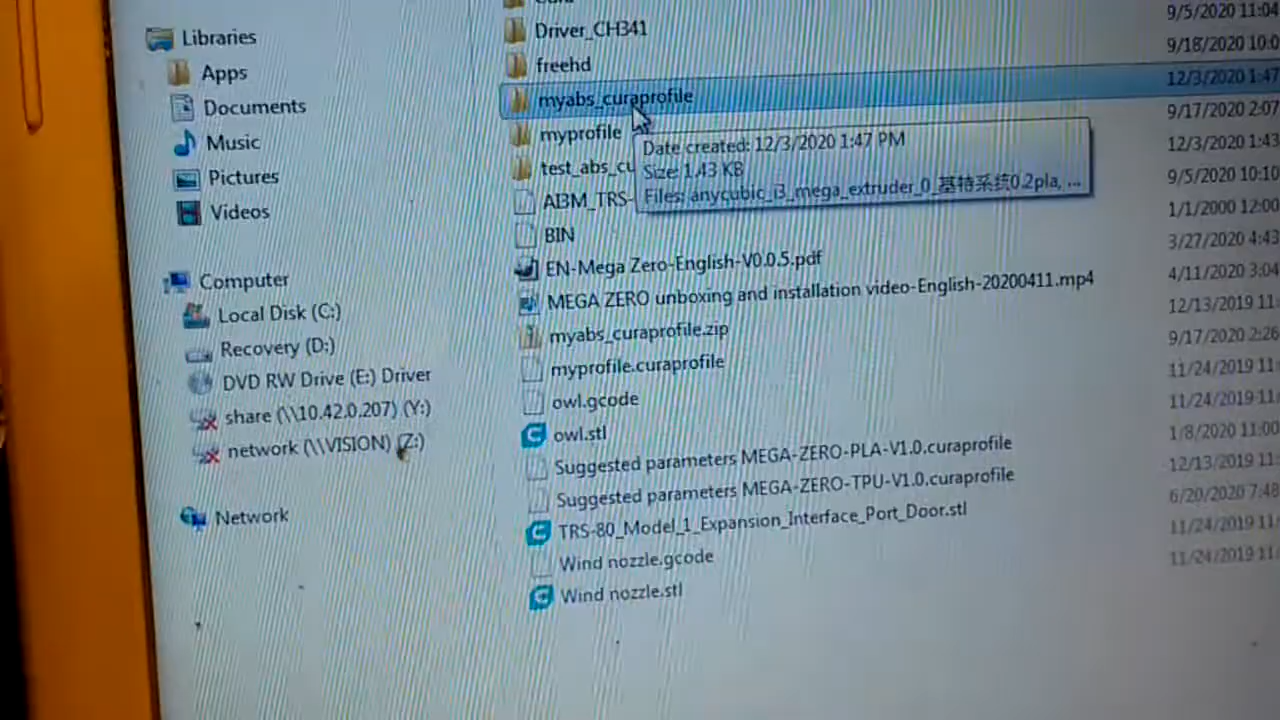 Libraries
Apps
Documents
Music
Pictures
Videos
Computer
Local Disk (C:)
Recovery (D:)
DVD RW Drive (E:) Driver
share (\\10.42.0.207) (Y:)
network (\\VISION) (Z:)
Network
Driver_CH341
freehd
myabs_curaprofile
myprofile
test_abs_cu
ABM_TRS-
BIN
EN-Mega Zero-English-V0.0.5.pdf
MEGA ZERO unboxing and installation video-English-20200411.mp4
myabs_curaprofile.zip
myprofile.curaprofile
owl.gcode
owl.stl
Suggested parameters MEGA-ZERO-PLA-V1.0.curaprofile
Suggested parameters MEGA-ZERO-TPU-V1.0.curaprofile
TRS-80_Model_1_Expansion_Interface_Port_Door.stl
Wind nozzle.gcode
Wind nozzle.stl
Date created: 12/3/2020 1:47 PM
Size: 1.43 KB
Files: anycubic_i3_mega_extruder_0_基特系统0.2pla, ...
9/5/2020 11:04
9/18/2020 10:0
12/3/2020 1:47
9/17/2020 2:07
12/3/2020 1:43
9/5/2020 10:10
1/1/2000 12:00
3/27/2020 4:43
4/11/2020 3:04
12/13/2019 11:
9/17/2020 2:26
11/24/2019 11:
11/24/2019 11:
1/8/2020 11:00
12/13/2019 11:
6/20/2020 7:48
11/24/2019 11:
11/24/2019 11: